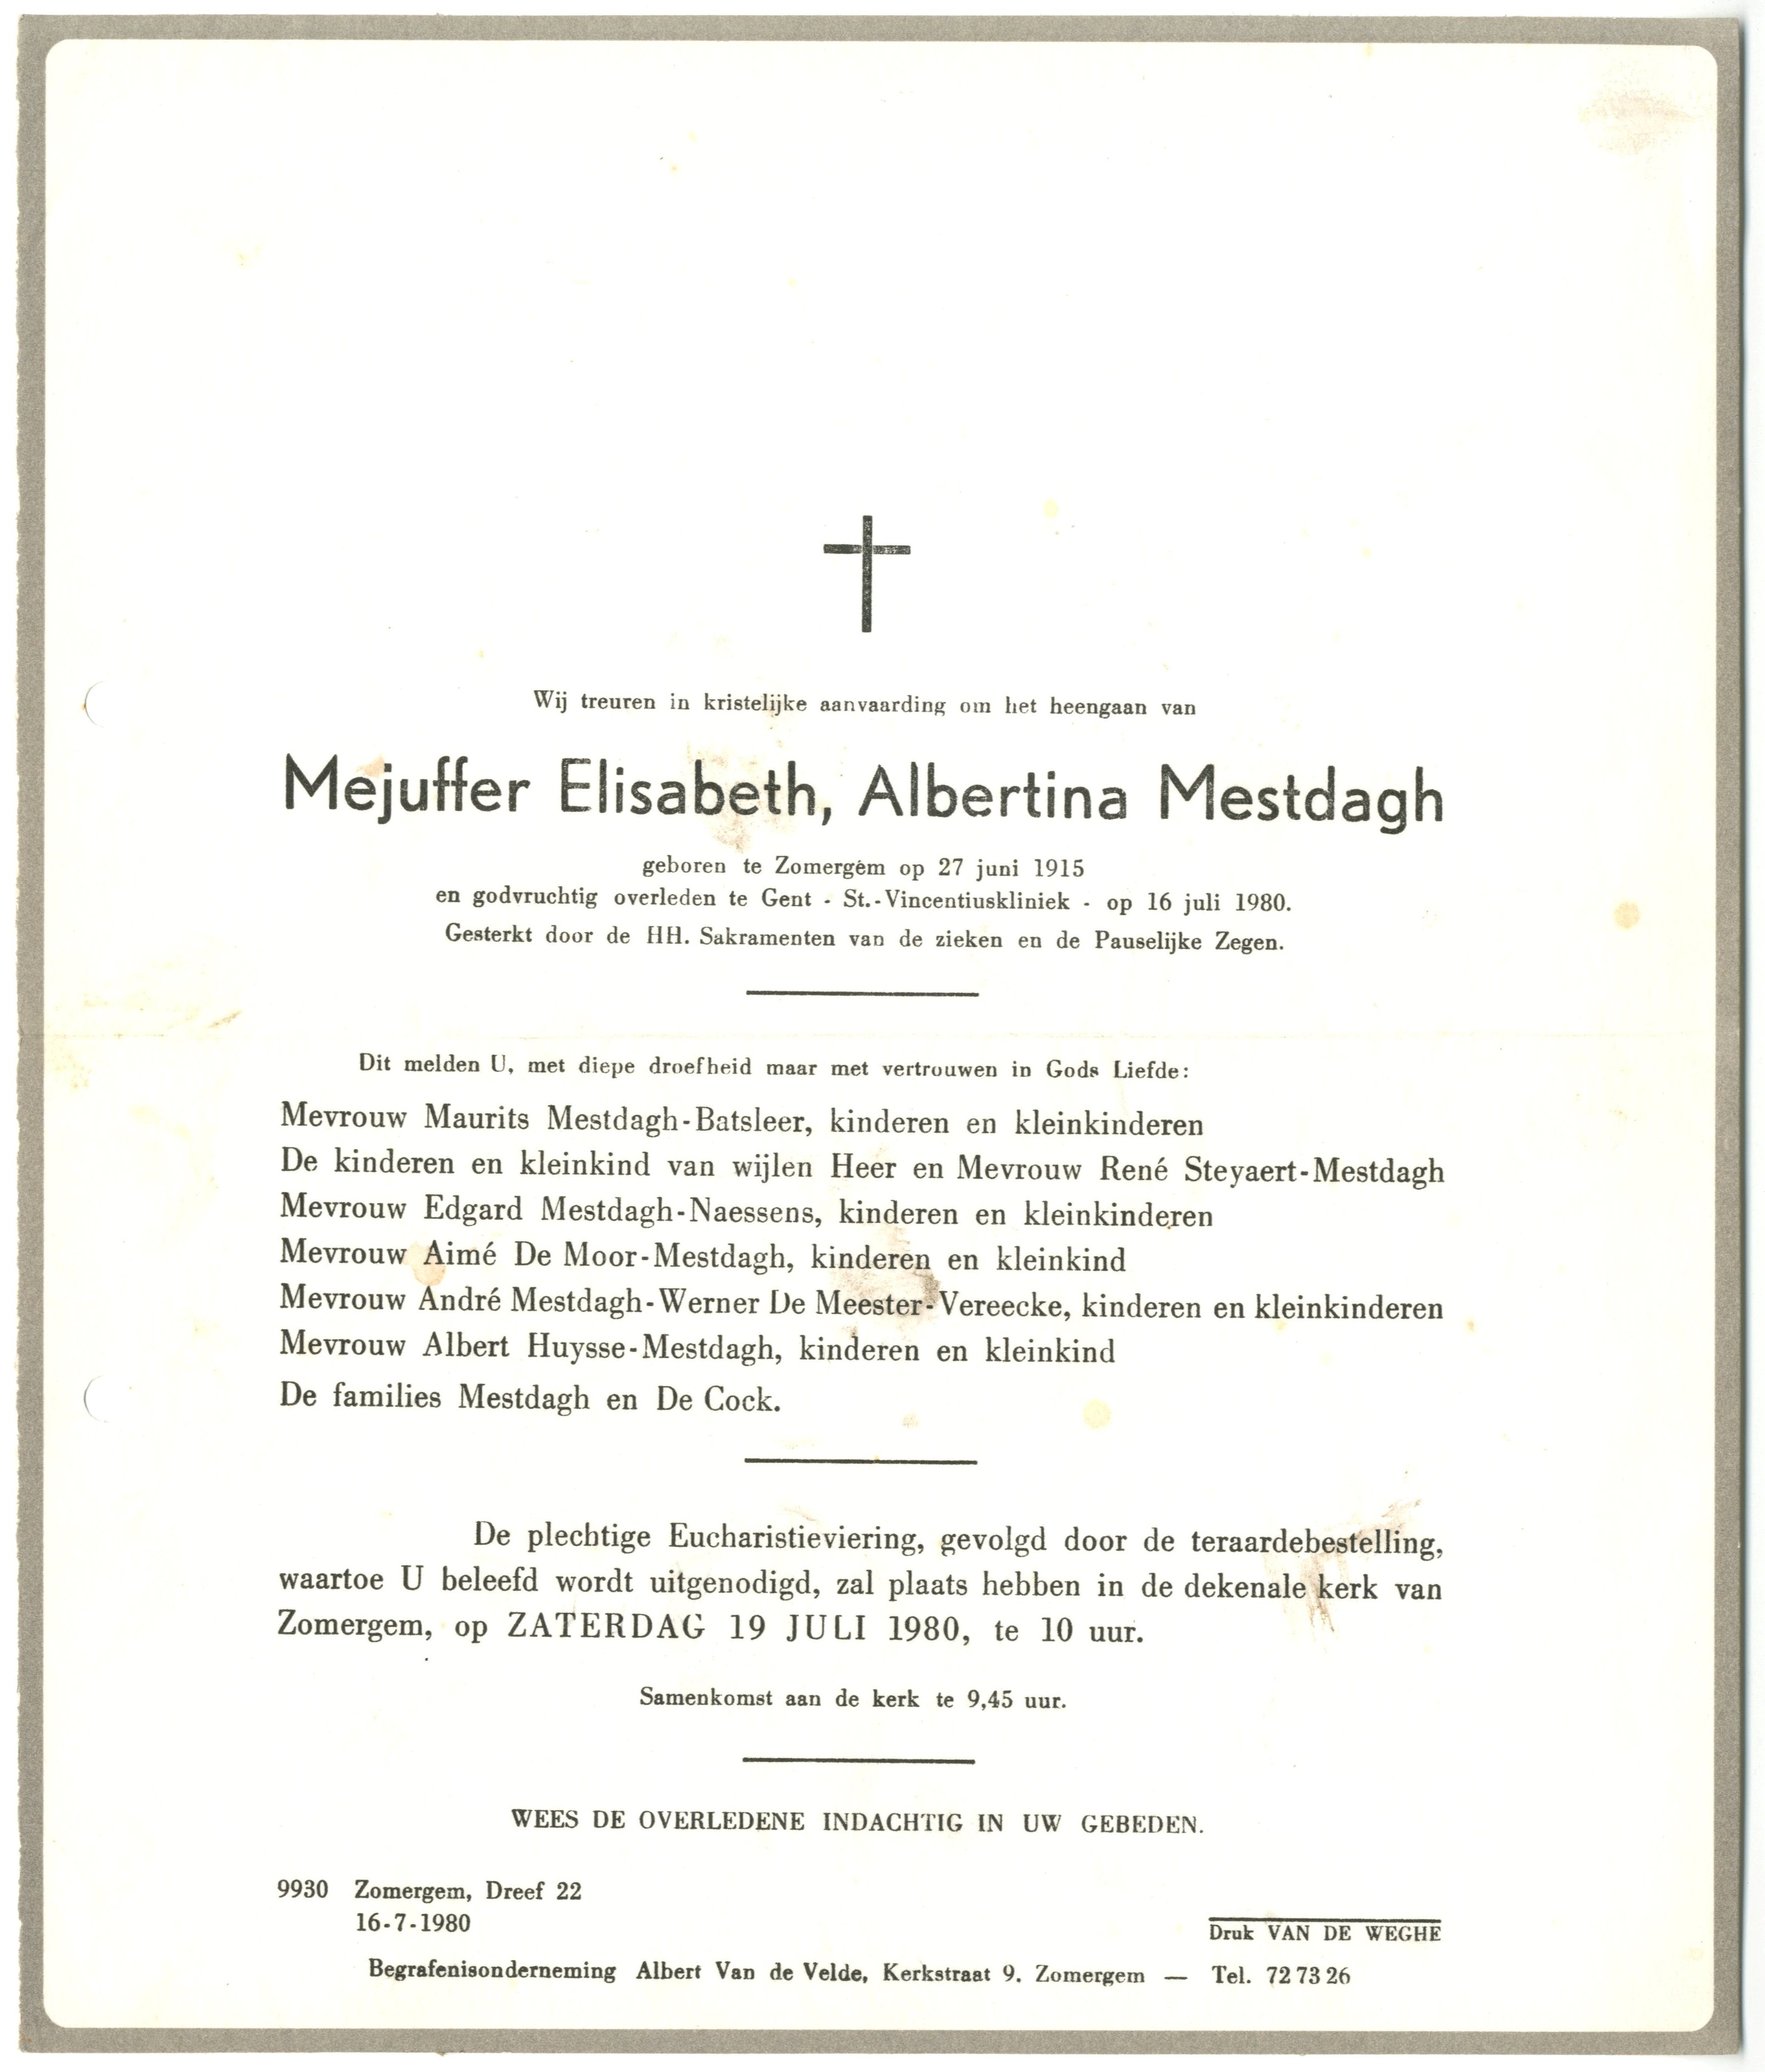 Wij treuren in kristelijke aanvaarding om het heengaan van
Mejuffer Elisabeth, Albertina Mestdagh
geboren te Zomergem op 27 juni 1915
en godvruchtig overleden te Gent - St.-Vincentiuskliniek - op 16 juli 1980.
Gesterkt door de HH. Sakramenten van de zieken en de Pauselijke Zegen.
Dit melden U, met diepe droefheid maar met vertrouwen in Gods Liefde:
Mevrouw Maurits Mestdagh-Batsleer, kinderen en kleinkinderen
De kinderen en kleinkind van wijlen Heer en Mevrouw René Steyaert-Mestdagh
Mevrouw Edgard Mestdagh-Naessens, kinderen en kleinkinderen
Mevrouw Aimé De Moor-Mestdagh, kinderen en kleinkind
Mevrouw André Mestdagh-Werner De Meester-Vereecke, kinderen en kleinkinderen
Mevrouw Albert Huysse-Mestdagh, kinderen en kleinkind
De families Mestdagh en De Cock.
De plechtige Eucharistieviering, gevolgd door de teraardebestelling,
waartoe U beleefd wordt uitgenodigd, zal plaats hebben in de dekenale kerk van
Zomergem, op ZATERDAG 19 JULI 1980, te 10 uur.
Samenkomst aan de kerk te 9,45 uur.
WEES DE OVERLEDENE INDACHTIG IN UW GEBEDEN.
9930 Zomergem, Dreef 22
16-7-1980
Druk VAN DE WEGHE
Begrafenisonderneming Albert Van de Velde, Kerkstraat 9. Zomergem — Tel. 72 73 26